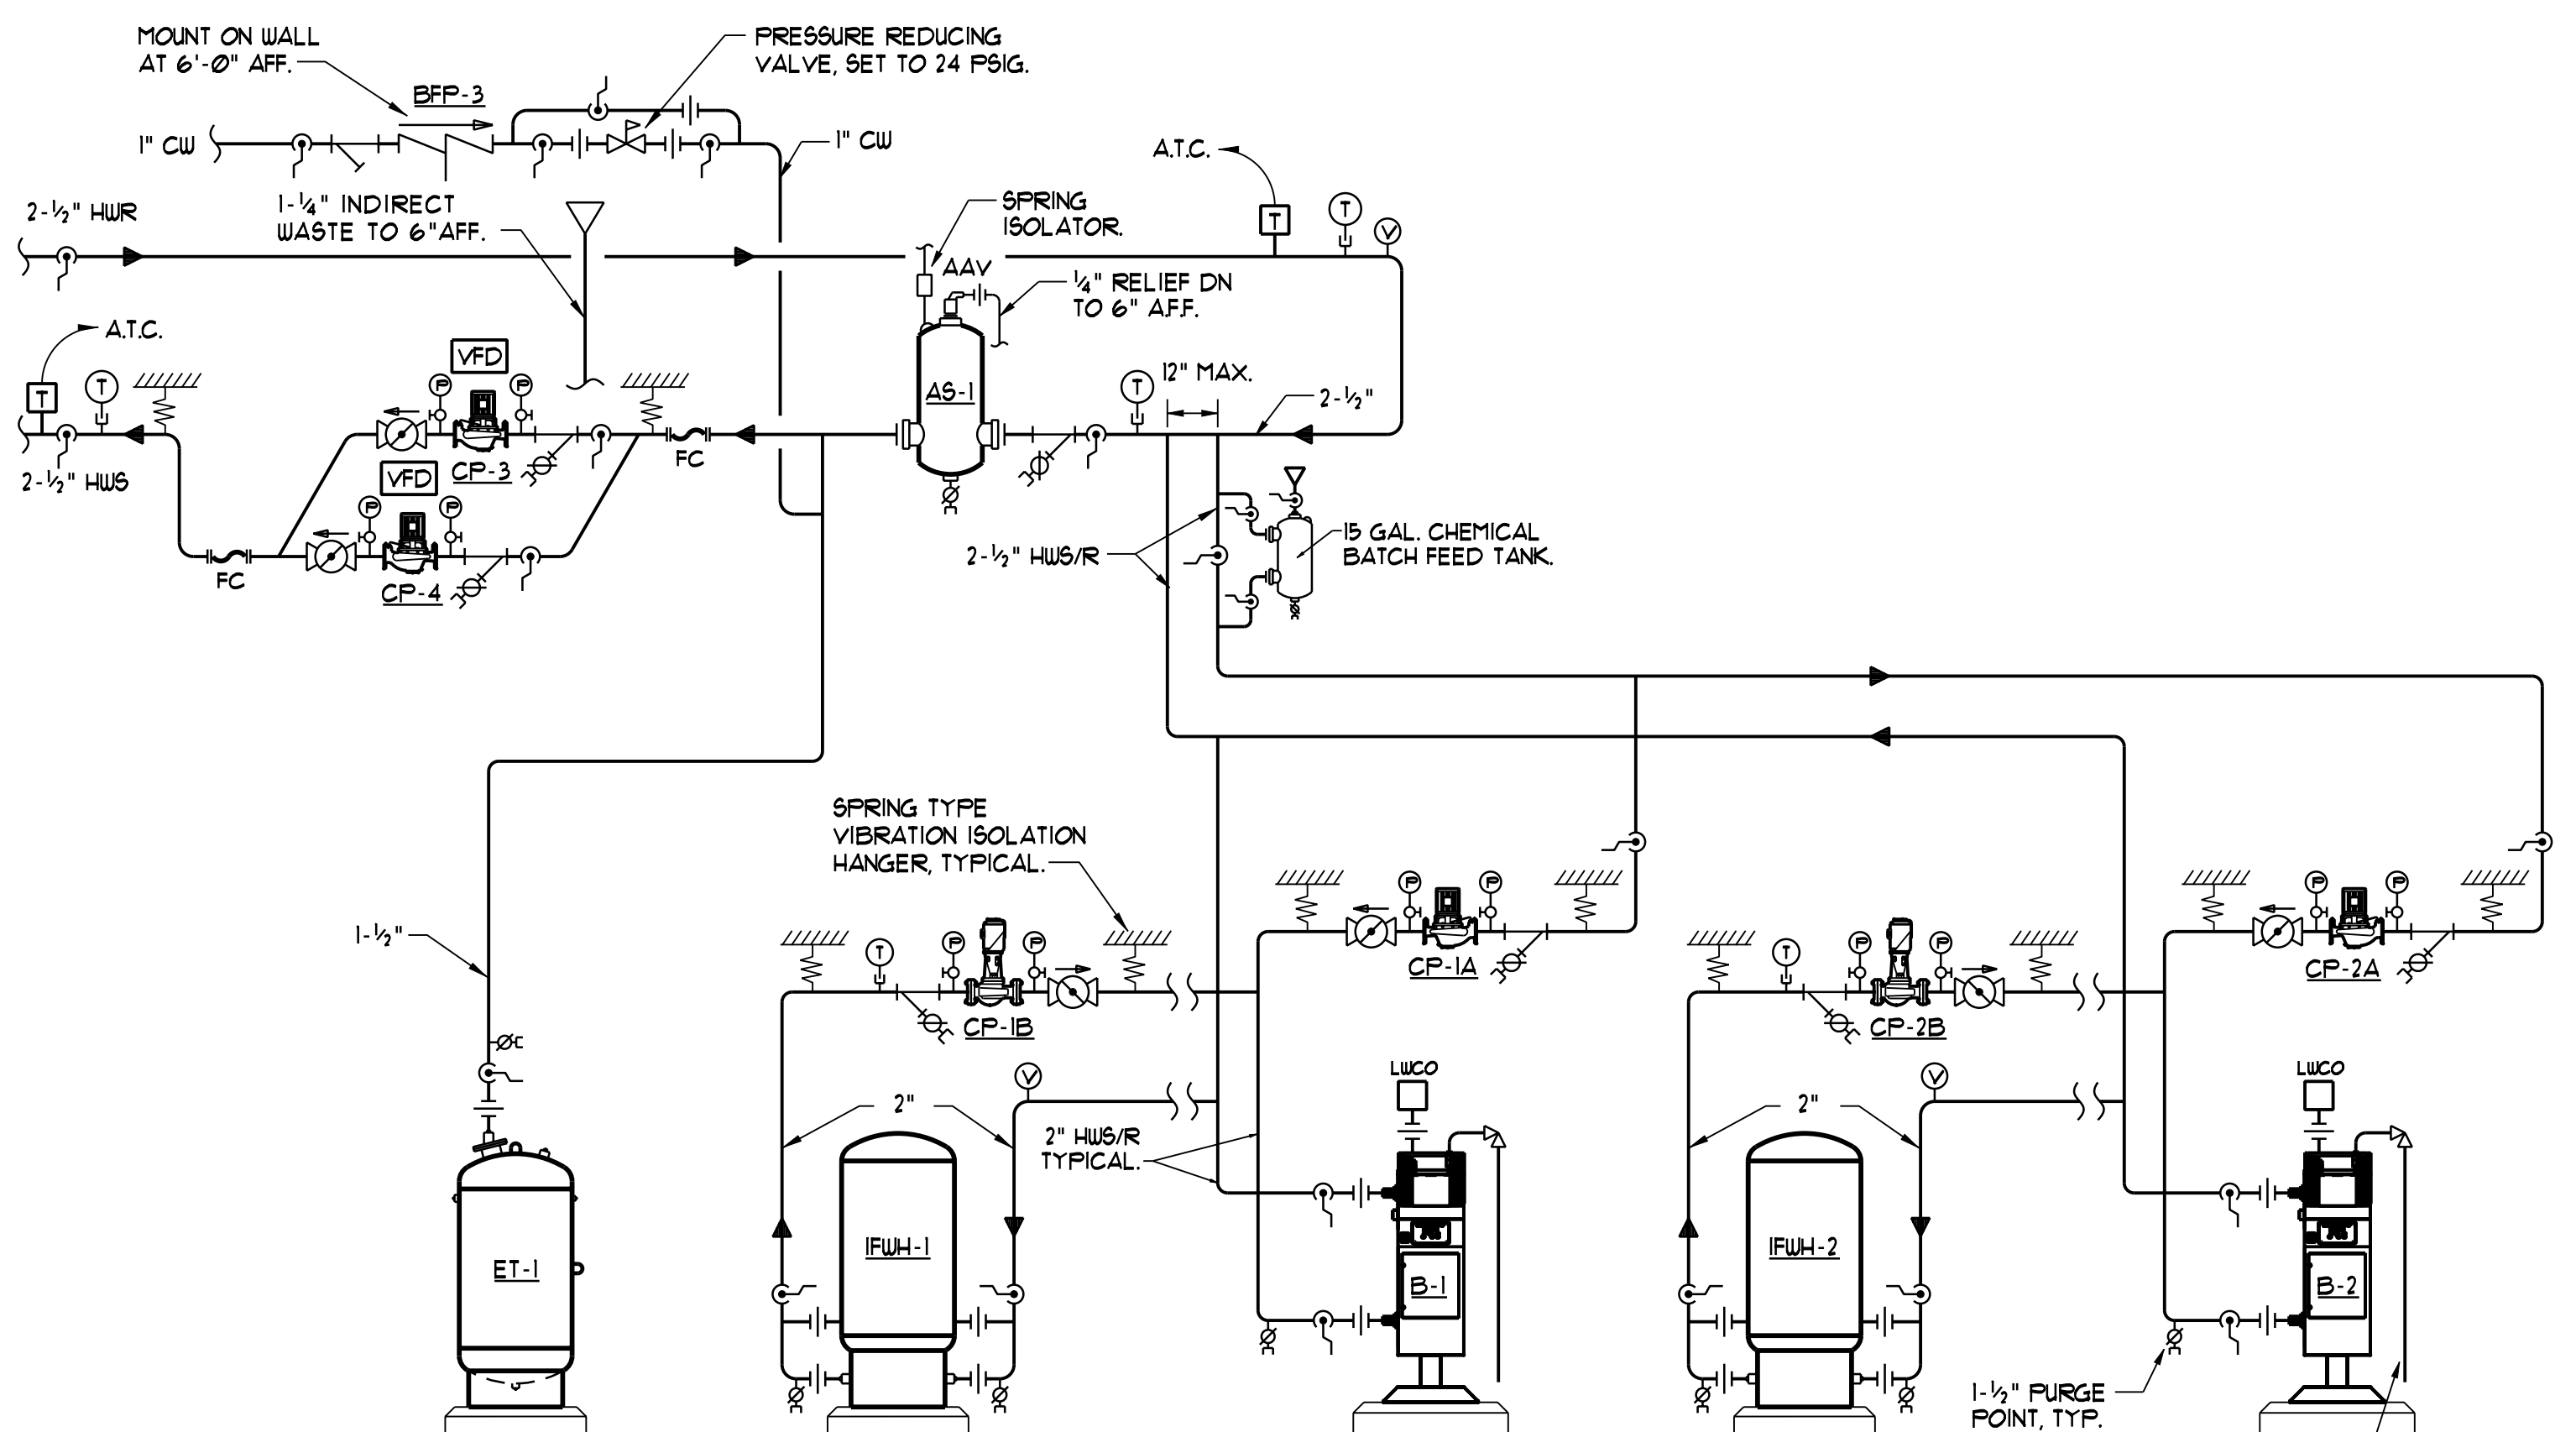 MOUNT ON WALL
AT 6'-0" AFF.
BFP-3
PRESSURE REDUCING
VALVE, SET TO 24 PSIG.
1" CW
1" CW
A.T.C.
2-1/2" HWR
1-1/4" INDIRECT
WASTE TO 6"AFF.
SPRING
ISOLATOR.
T
T
V
AAV
1/4" RELIEF DN
TO 6" A.F.F.
A.T.C.
VFD
T
T
P
P
AS-1
T
12" MAX.
2-1/2"
CP-3
FC
2-1/2" HWS
VFD
P
P
CP-4
FC
2-1/2" HWS/R
15 GAL. CHEMICAL
BATCH FEED TANK.
SPRING TYPE
VIBRATION ISOLATION
HANGER, TYPICAL.
1-1/2"
P
P
CP-1A
P
P
CP-2A
T
P
P
CP-1B
T
P
P
CP-2B
V
LWCO
V
LWCO
2"
2" HWS/R
TYPICAL.
2"
ET-1
IFWH-1
B-1
IFWH-2
B-2
1-1/2" PURGE
POINT, TYP.